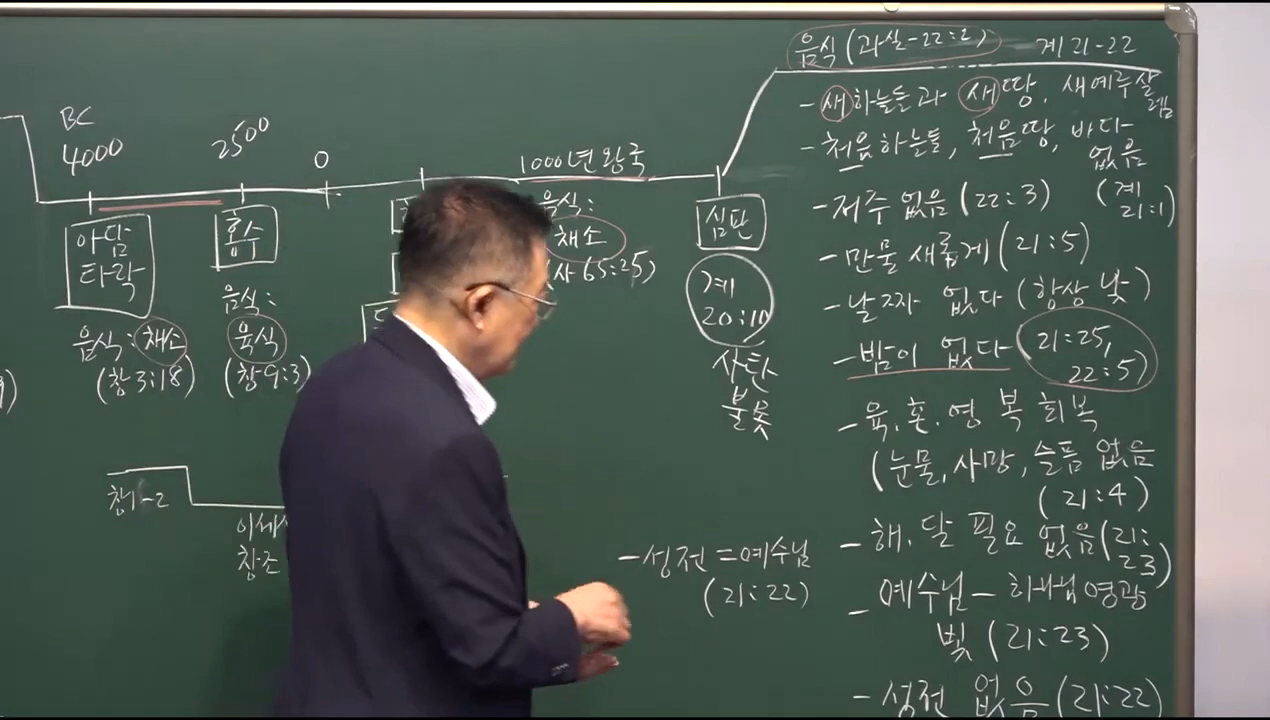 BC
4000
2500
0
1000년 왕국
아담
타락
음식: 채소
(창 3:18)
홍수
음식:
육식
(창 9:3)
음식:
채소
사 65:25)
심판
계
20:10
사탄
불못
창1-2
창조
-성전=예수님
(21:22)
음식(과실-22:2) 계 21-22
-새하늘들과 새땅, 새예루살
렘
-처음하늘들, 처음땅, 바다
없음
(계
21:1)
-저주 없음(22:3)
-만물 새롭게(21:5)
-날짜 없다(항상 낮)
-밤이 없다 21:25,
22:5)
-육.혼.영 복 회복
(눈물,사망,슬픔 없음
(21:4)
-해.달 필요 없음(21:
23)
- 예수님-하나님 영광
빛 (21:23)
-성전 없음(21:22)